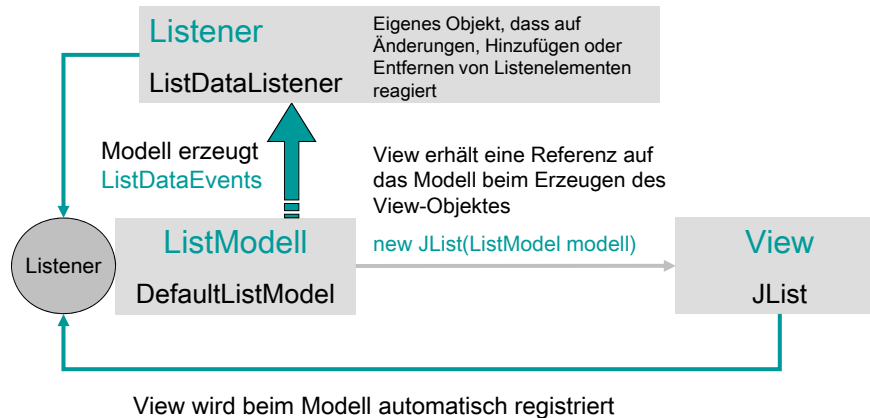 Listener
ListDataListener
Eigenes Objekt, dass auf
Änderungen, Hinzufügen oder
Entfernen von Listenelementen
reagiert
Modell erzeugt
ListDataEvents
View erhält eine Referenz auf
das Modell beim Erzeugen des
View-Objektes
Listener
ListModell
DefaultListModel
new JList(ListModel modell)
View
JList
View wird beim Modell automatisch registriert